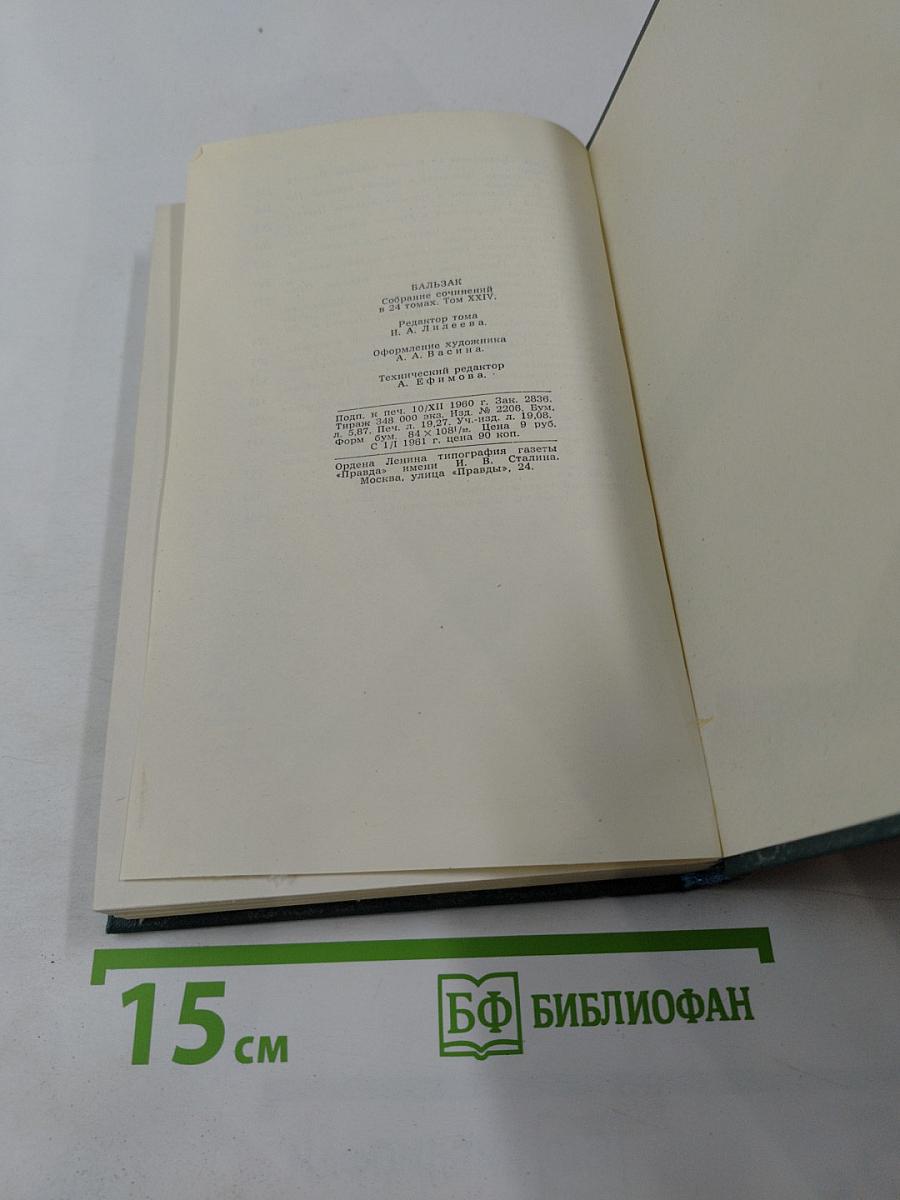 БАЛЬЗАК
Собрание сочинений
в 24 томах. Том XXIV.
Редактор тома
И. А. Лилеева.
Оформление художника
А. А. Васина.
Технический редактор
А. Ефимова.
Подп. к печ. 10/XII 1960 г. Зак. 2836.
Тираж 348 000 экз. Изд. № 2206. Бум.
л. 5,87. Печ. л. 19,27. Уч.-изд. л. 19,08.
Форм бум. 84 × 108¹/₃₂. Цена 9 руб.
С 1/I 1961 г. цена 90 коп.
Ордена Ленина типография газеты
«Правда» имени И. В. Сталина.
Москва, улица «Правды», 24.
15 см
БФ БИБЛИОФАН